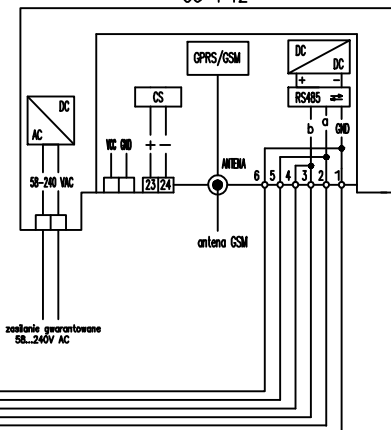 GPRS/GSM
DC
DC
+ −
RS485
CS
DC
AC
b a GND
VCC GND
+ −
ANTENA
58-240 VAC
23 24
6 5 4 3 2 1
antena GSM
zasilanie gwarantowane
58...240V AC